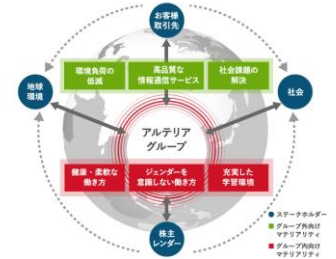 お客様
取引先
環境負荷の
低減
高品質な
情報通信サービス
社会課題の
解決
地球
環境
社会
アルテリア
グループ
健康・柔軟な
働き方
ジェンダーを
意識しない働き方
充実した
学習環境
株主
レンダー
ステークホルダー
グループ外向け
マテリアリティ
グループ内向け
マテリアリティ